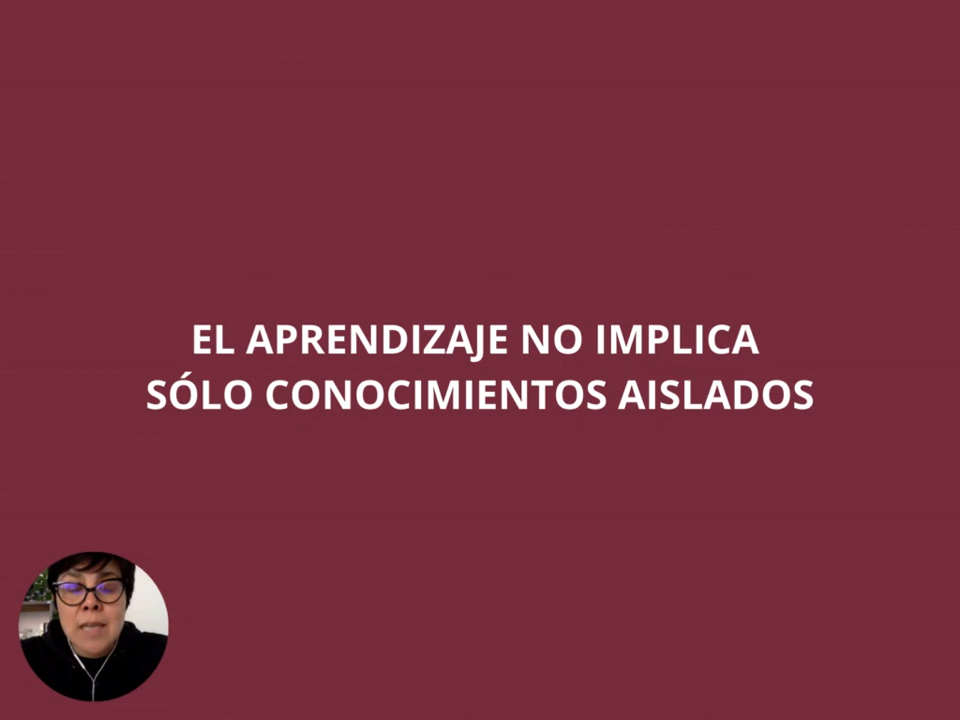 EL APRENDIZAJE NO IMPLICA
SÓLO CONOCIMIENTOS AISLADOS